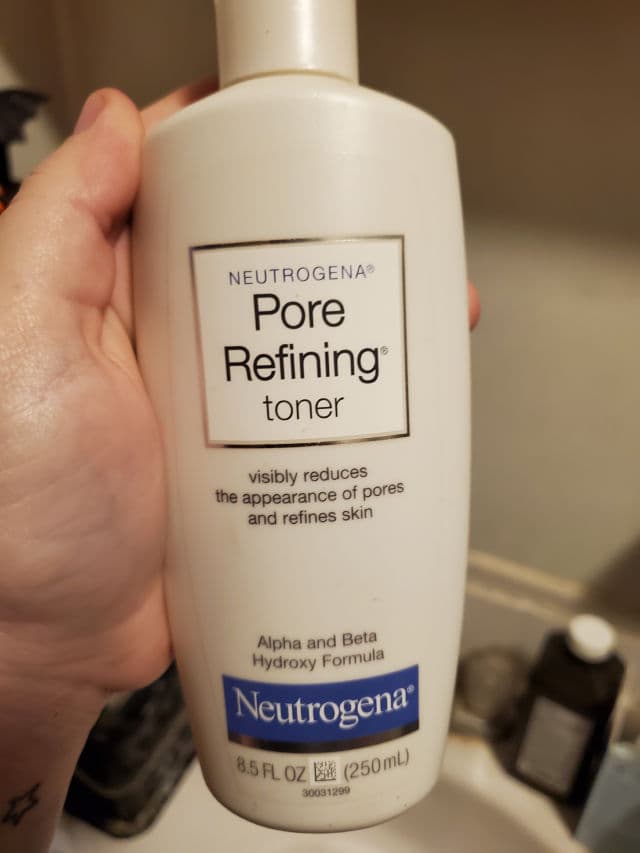 NEUTROGENA®
Pore
Refining®
toner
visibly reduces
the appearance of pores
and refines skin
Alpha and Beta
Hydroxy Formula
Neutrogena®
8.5 FL OZ (250 mL)
30031299